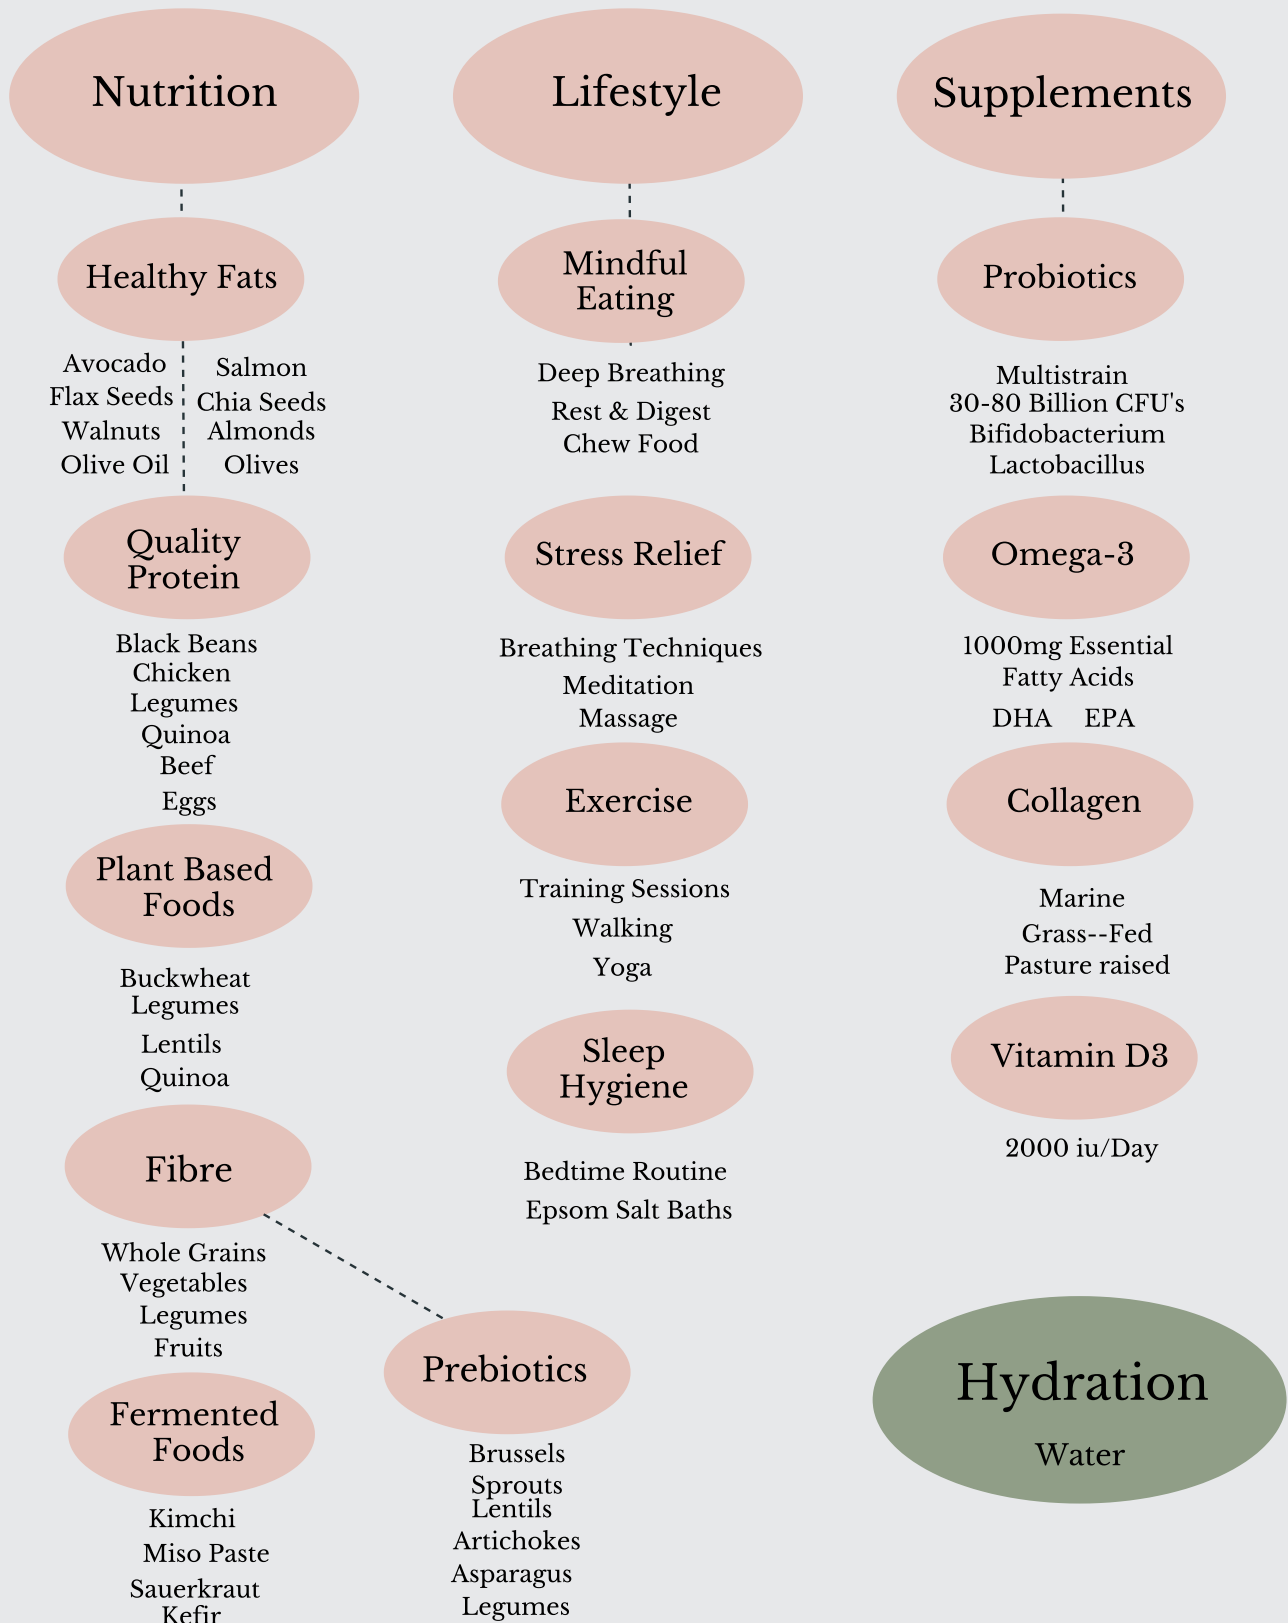 Nutrition
Healthy Fats
Avocado
Flax Seeds
Walnuts
Olive Oil
Salmon
Chia Seeds
Almonds
Olives
Quality
Protein
Black Beans
Chicken
Legumes
Quinoa
Beef
Eggs
Plant Based
Foods
Buckwheat
Legumes
Lentils
Quinoa
Fibre
Whole Grains
Vegetables
Legumes
Fruits
Fermented
Foods
Kimchi
Miso Paste
Sauerkraut
Kefir
Prebiotics
Brussels
Sprouts
Lentils
Artichokes
Asparagus
Legumes
Lifestyle
Mindful
Eating
Deep Breathing
Rest & Digest
Chew Food
Stress Relief
Breathing Techniques
Meditation
Massage
Exercise
Training Sessions
Walking
Yoga
Sleep
Hygiene
Bedtime Routine
Epsom Salt Baths
Supplements
Probiotics
Multistrain
30-80 Billion CFU's
Bifidobacterium
Lactobacillus
Omega-3
1000mg Essential
Fatty Acids
DHA EPA
Collagen
Marine
Grass--Fed
Pasture raised
Vitamin D3
2000 iu/Day
Hydration
Water